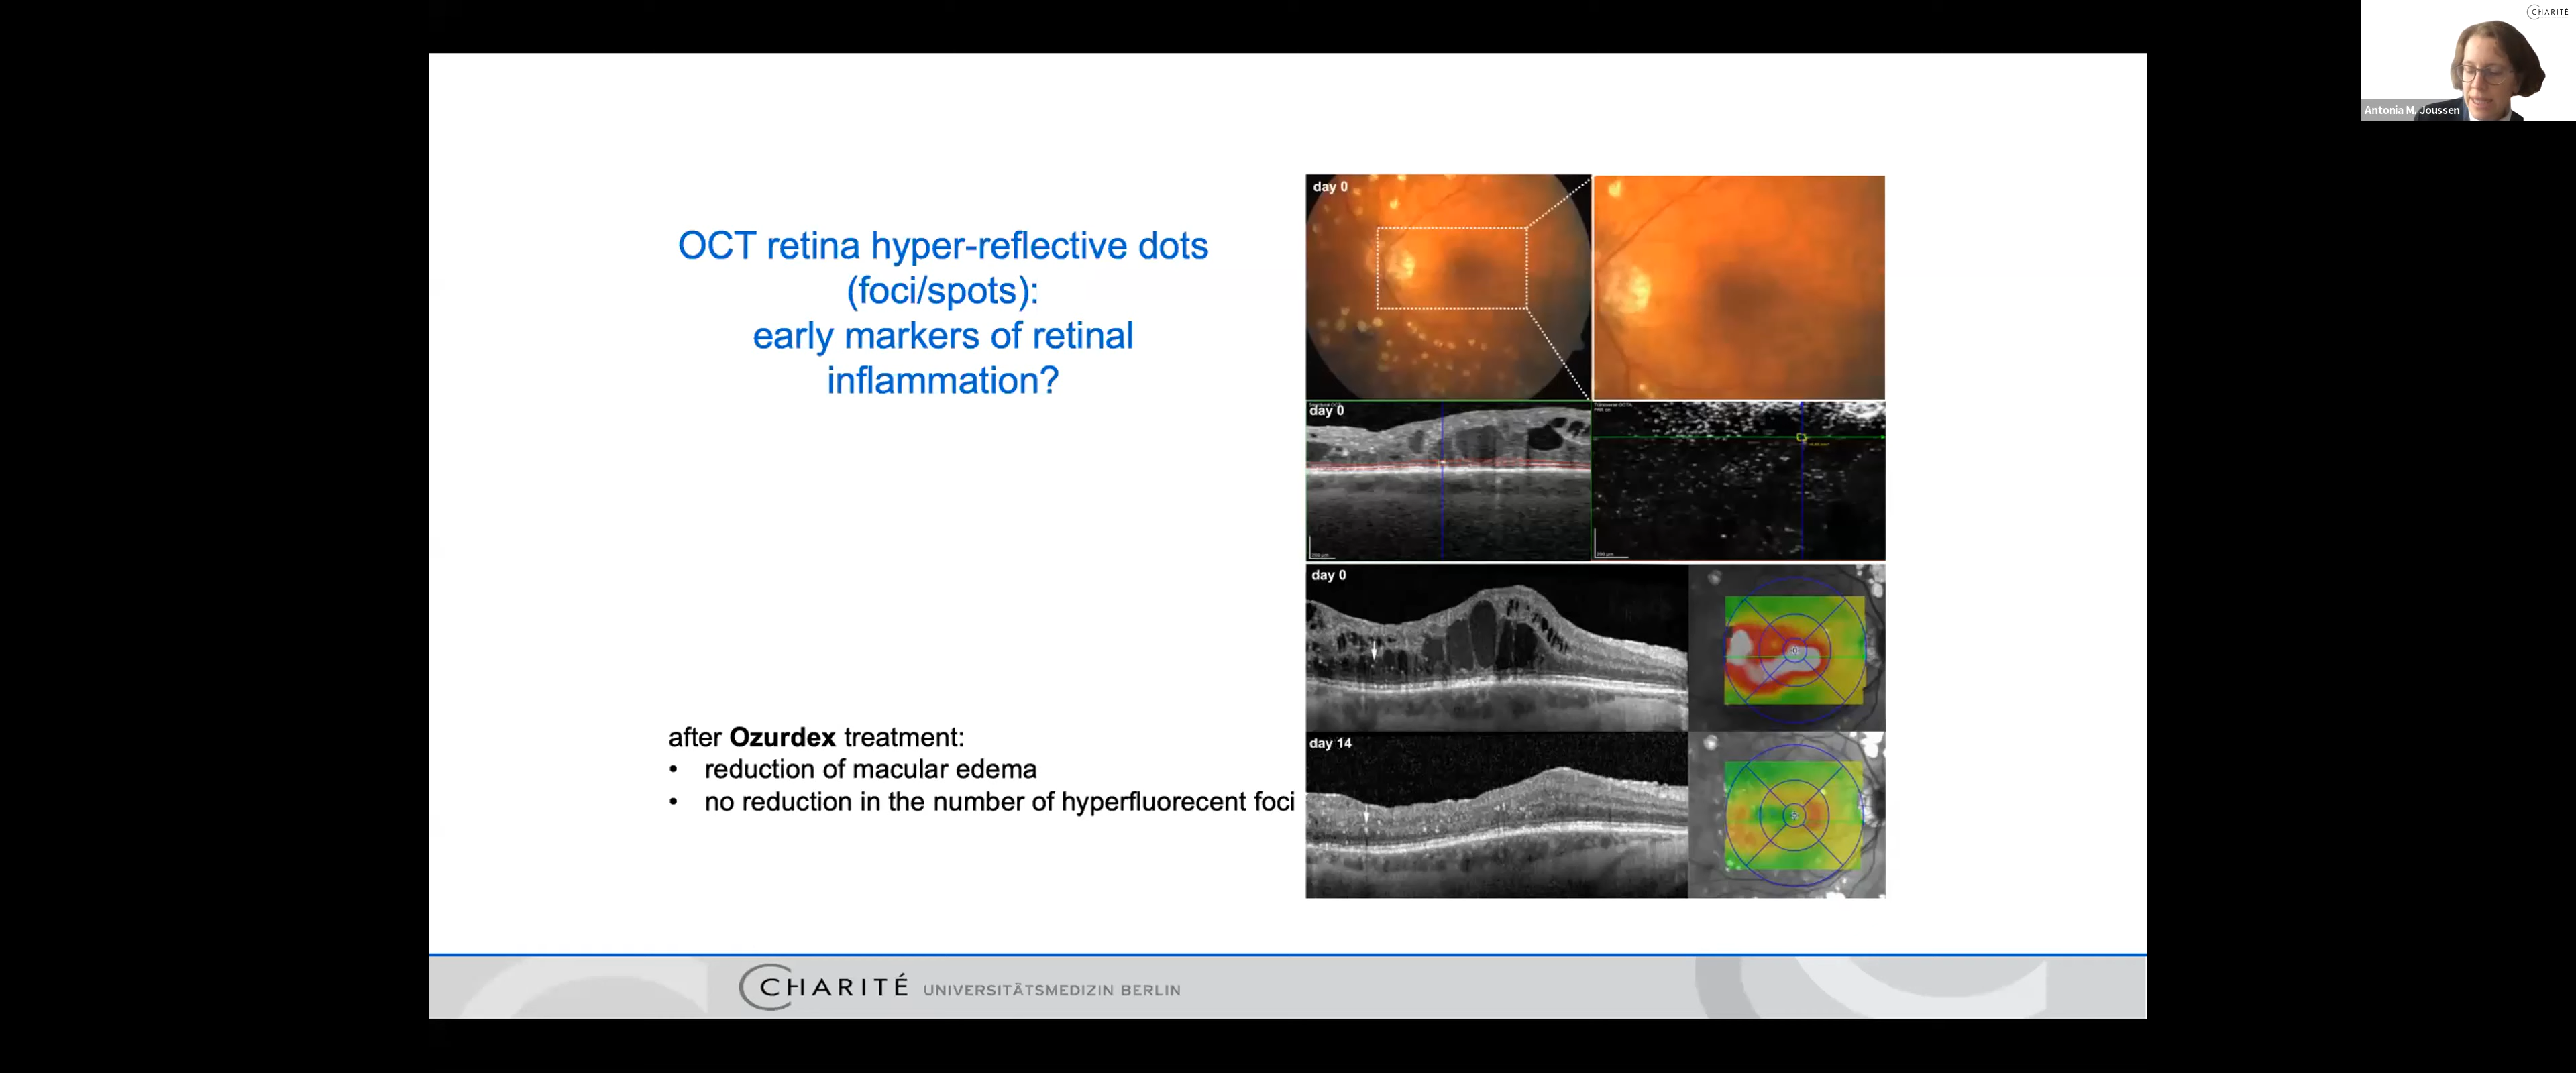 CHARITÉ
Antonia M. Joussen
OCT retina hyper-reflective dots
(foci/spots):
early markers of retinal
inflammation?
after Ozurdex treatment:
• reduction of macular edema
• no reduction in the number of hyperfluorecent foci
day 0
day 0
day 0
day 14
CHARITÉ UNIVERSITÄTSMEDIZIN BERLIN